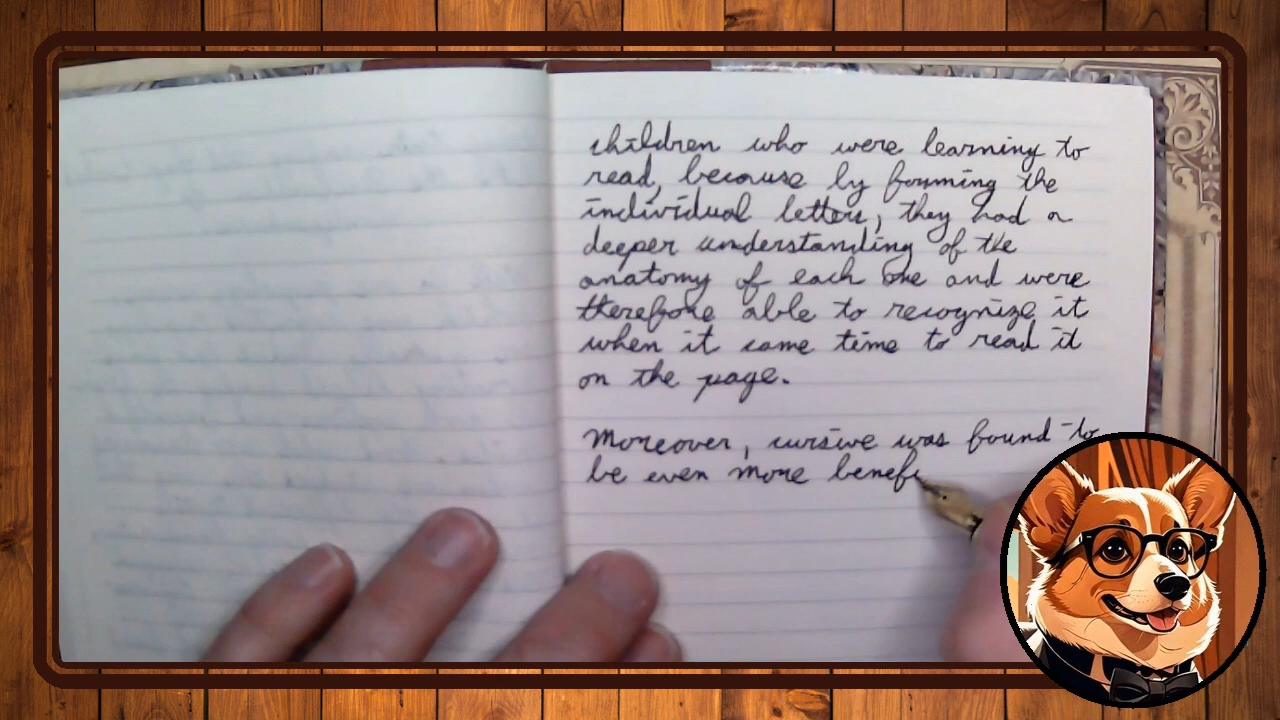 children who were learning to
read, because by forming the
individual letters, they had a
deeper understanding of the
anatomy of each one and were
therefore able to recognize it
when it came time to read it
on the page.
Moreover, cursive was found to
be even more benefi